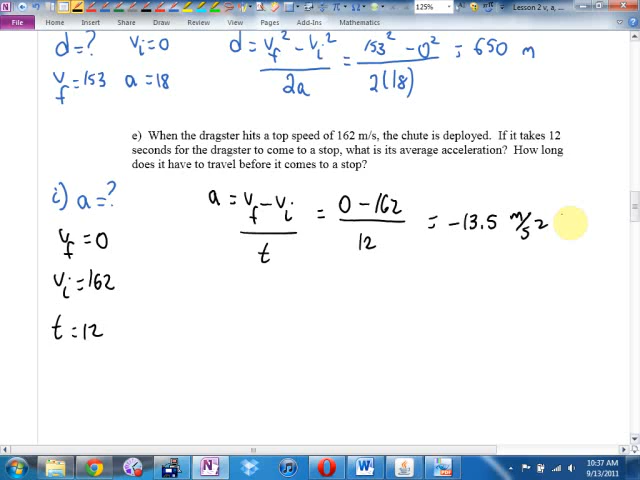 File Home Insert Share Draw Review View Add-Ins Mathematics
125%
Lesson 2 v, a, ...
d = ? vi = 0 d = vf² - vi² / 2a = 153² - 0² / 2(18) = 650 m
vf = 153 a = 18
e) When the dragster hits a top speed of 162 m/s, the chute is deployed. If it takes 12
seconds for the dragster to come to a stop, what is its average acceleration? How long
does it have to travel before it comes to a stop?
i) a = ? a = vf - vi / t = 0 - 162 / 12 = -13.5 m/s2
vf = 0
vi = 162
t = 12
10:37 AM
9/13/2011